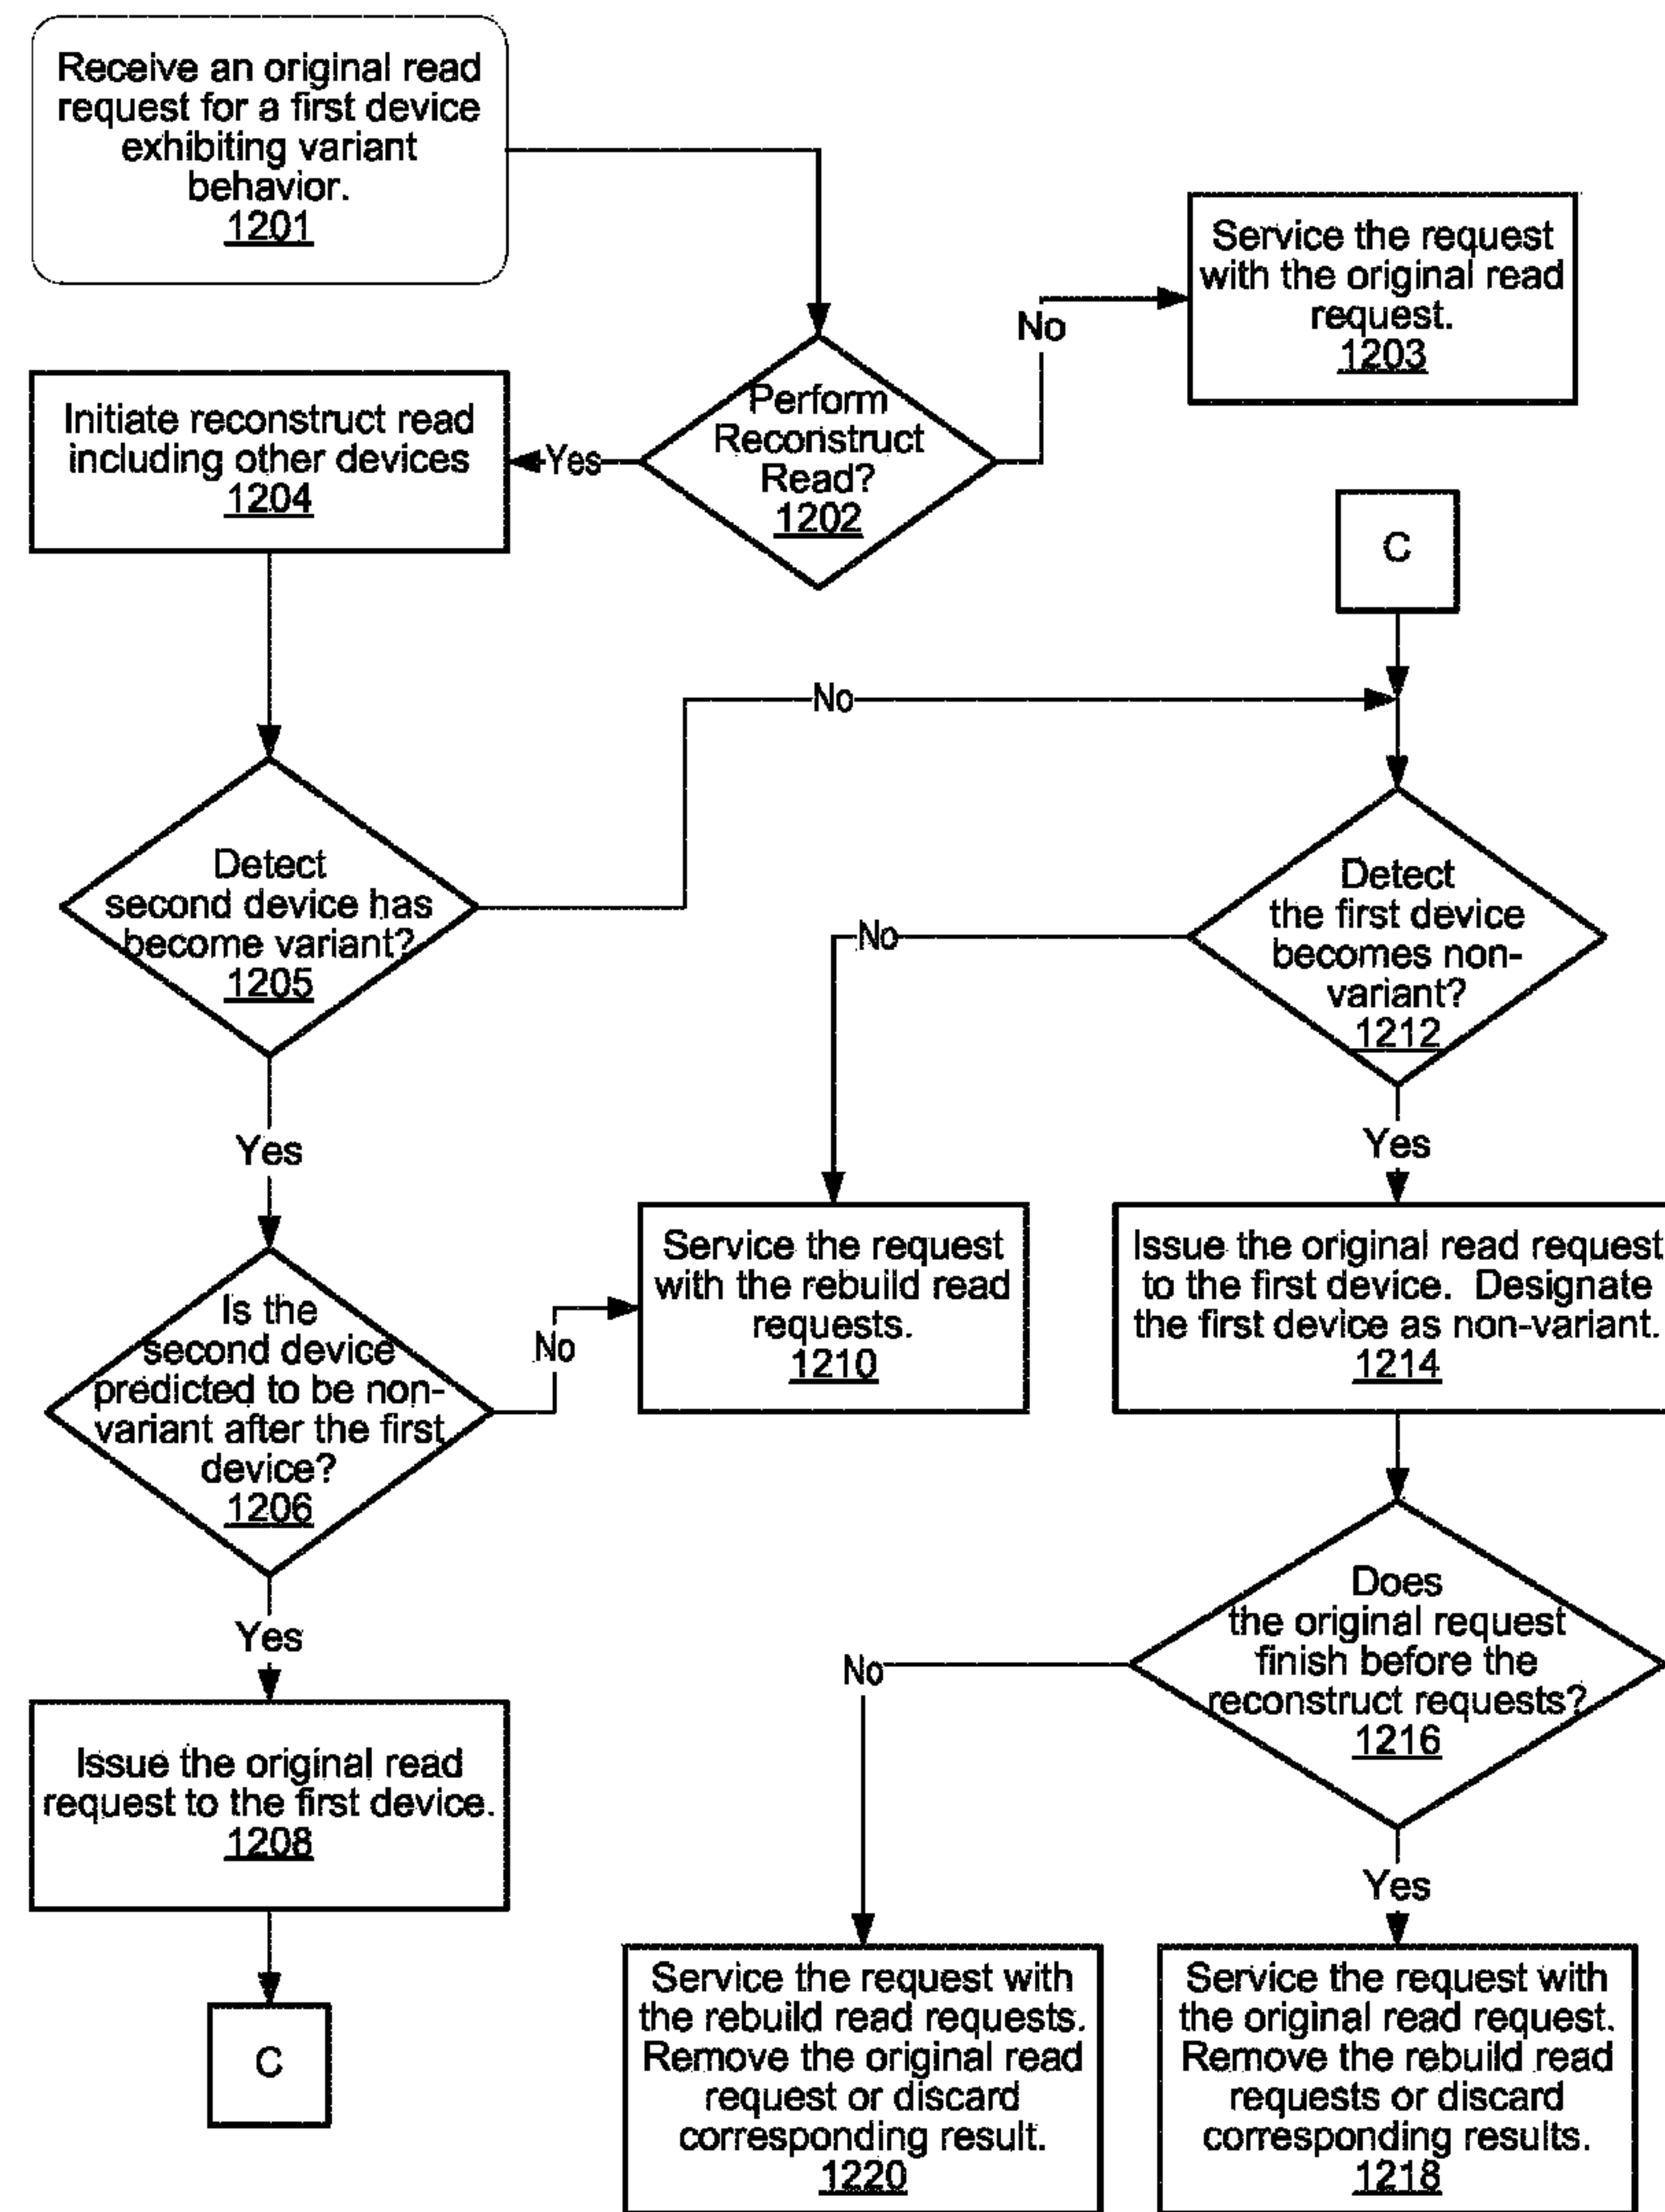 Receive an original read
request for a first device
exhibiting variant
behavior.
1201
Service the request
with the original read
request.
1203
No
Perform
Reconstruct
Read?
1202
Yes
Initiate reconstruct read
including other devices
1204
C
No
Detect
second device has
become variant?
1205
Detect
the first device
becomes non-
variant?
1212
No
Yes
Yes
Is the
second device
predicted to be non-
variant after the first
device?
1206
No
Service the request
with the rebuild read
requests.
1210
Issue the original read request
to the first device. Designate
the first device as non-variant.
1214
Yes
Does
the original request
finish before the
reconstruct requests?
1216
No
Yes
Issue the original read
request to the first device.
1208
C
Service the request with
the rebuild read requests.
Remove the original read
request or discard
corresponding result.
1220
Service the request with
the original read request.
Remove the rebuild read
requests or discard
corresponding results.
1218